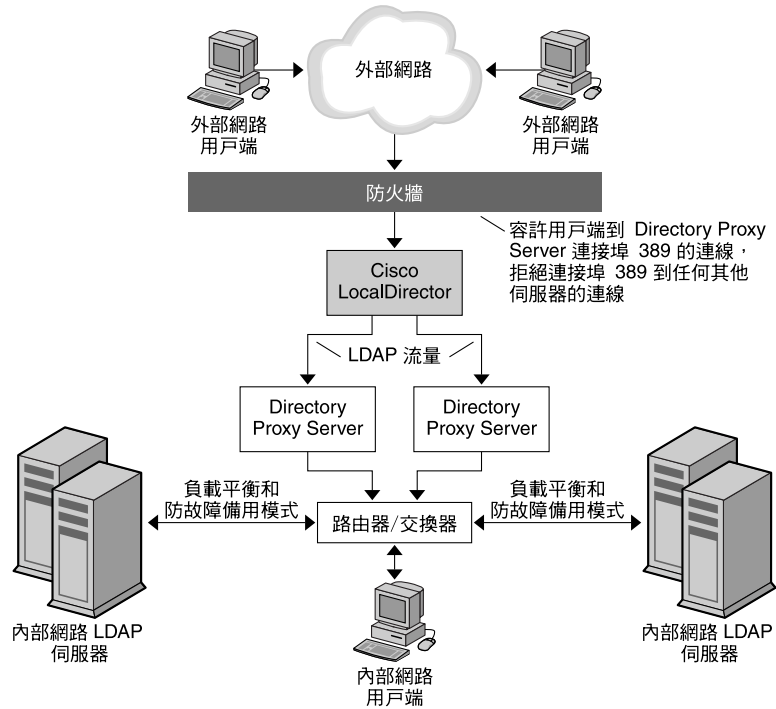 外部網路
外部網路
用戶端
外部網路
用戶端
防火牆
容許用戶端到 Directory Proxy
Server 連接埠 389 的連線，
拒絕連接埠 389 到任何其他
伺服器的連線
Cisco
LocalDirector
LDAP 流量
Directory
Proxy Server
Directory
Proxy Server
負載平衡和
防故障備用模式
負載平衡和
防故障備用模式
路由器/交換器
內部網路 LDAP
伺服器
內部網路 LDAP
伺服器
內部網路
用戶端